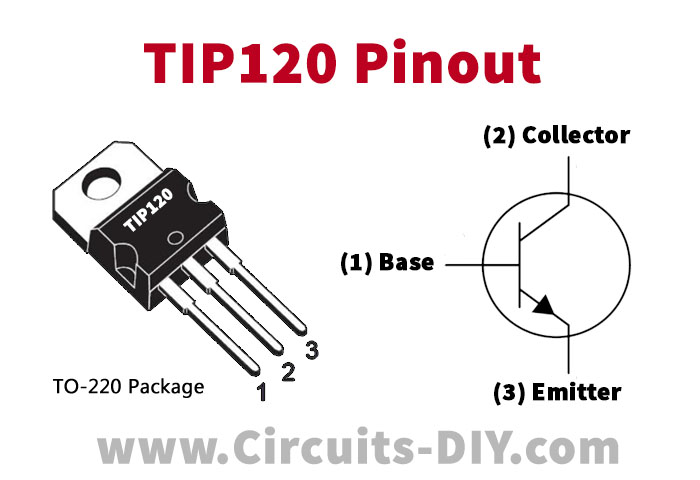 TIP120 Pinout
(2) Collector
TIP120
(1) Base
3
2
1
TO-220 Package
(3) Emitter
www.Circuits-DIY.com